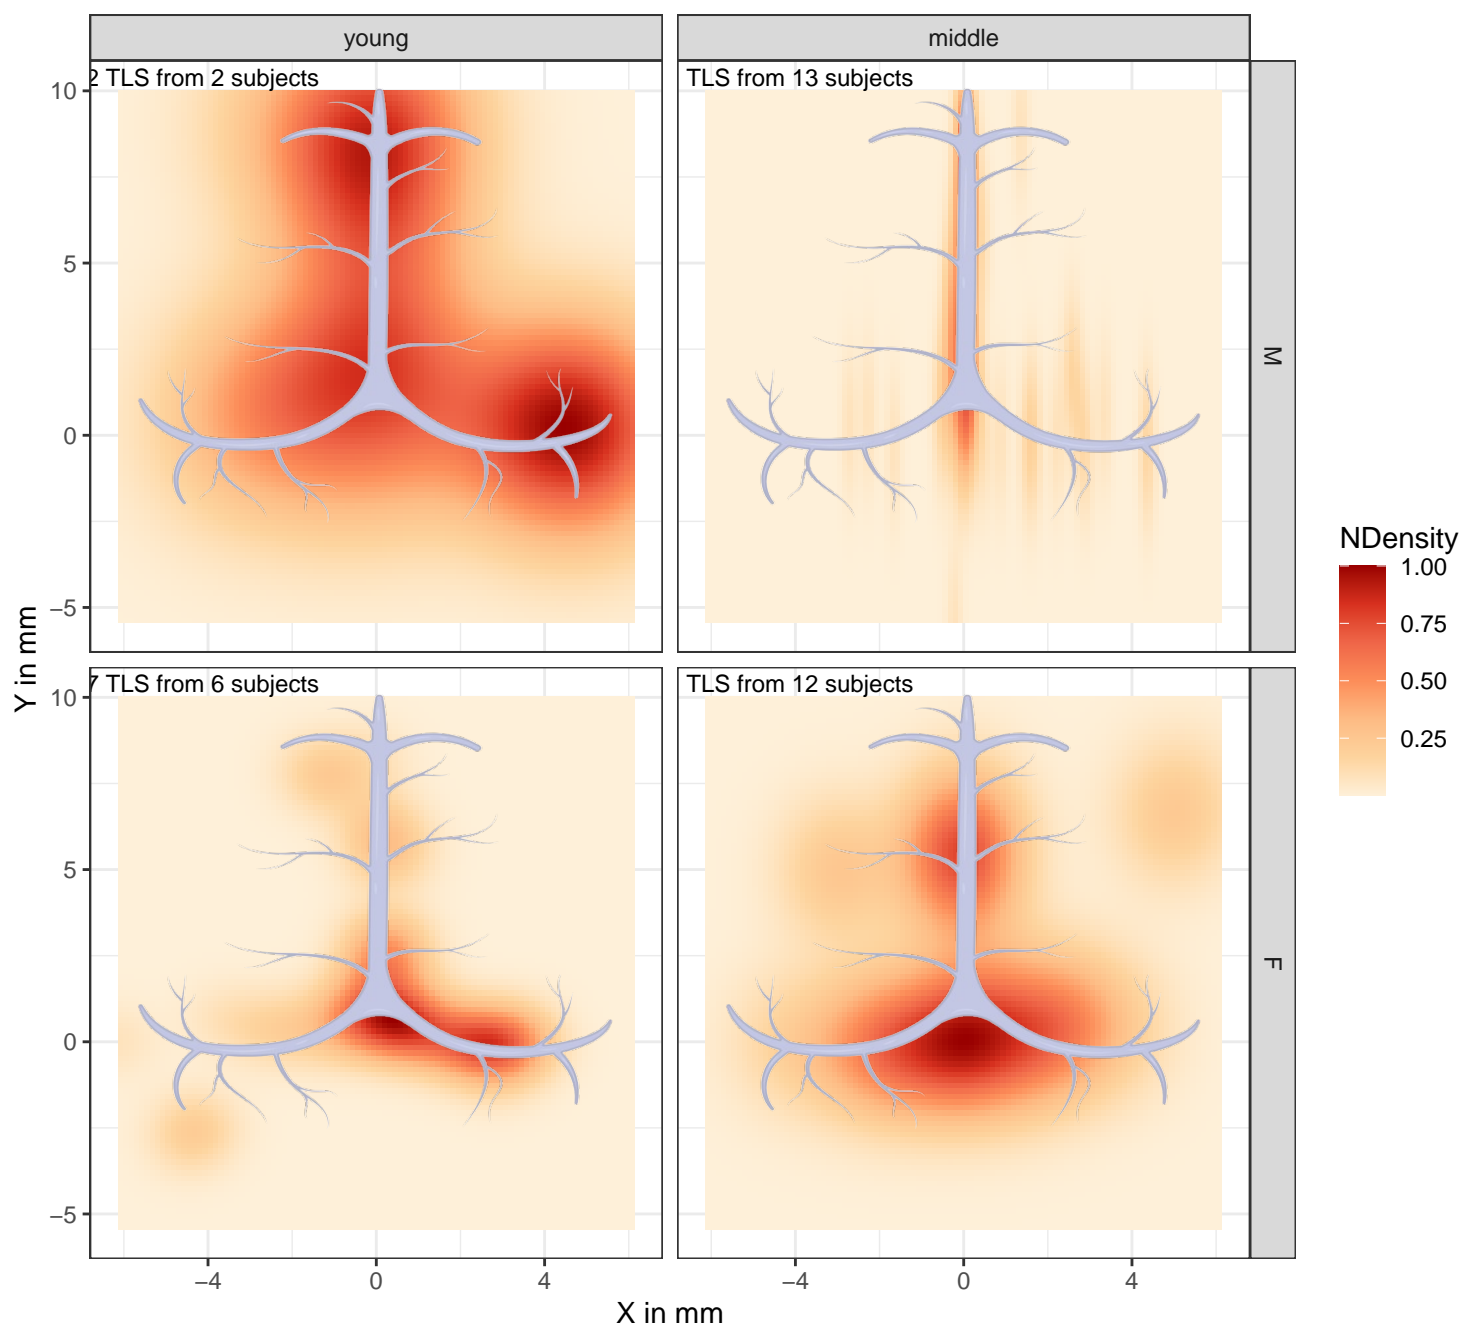 young
middle
2 TLS from 2 subjects
TLS from 13 subjects
10
5
0
−5
M
7 TLS from 6 subjects
TLS from 12 subjects
10
5
0
−5
F
−4
0
4
−4
0
4
X in mm
Y in mm
NDensity
1.00
0.75
0.50
0.25